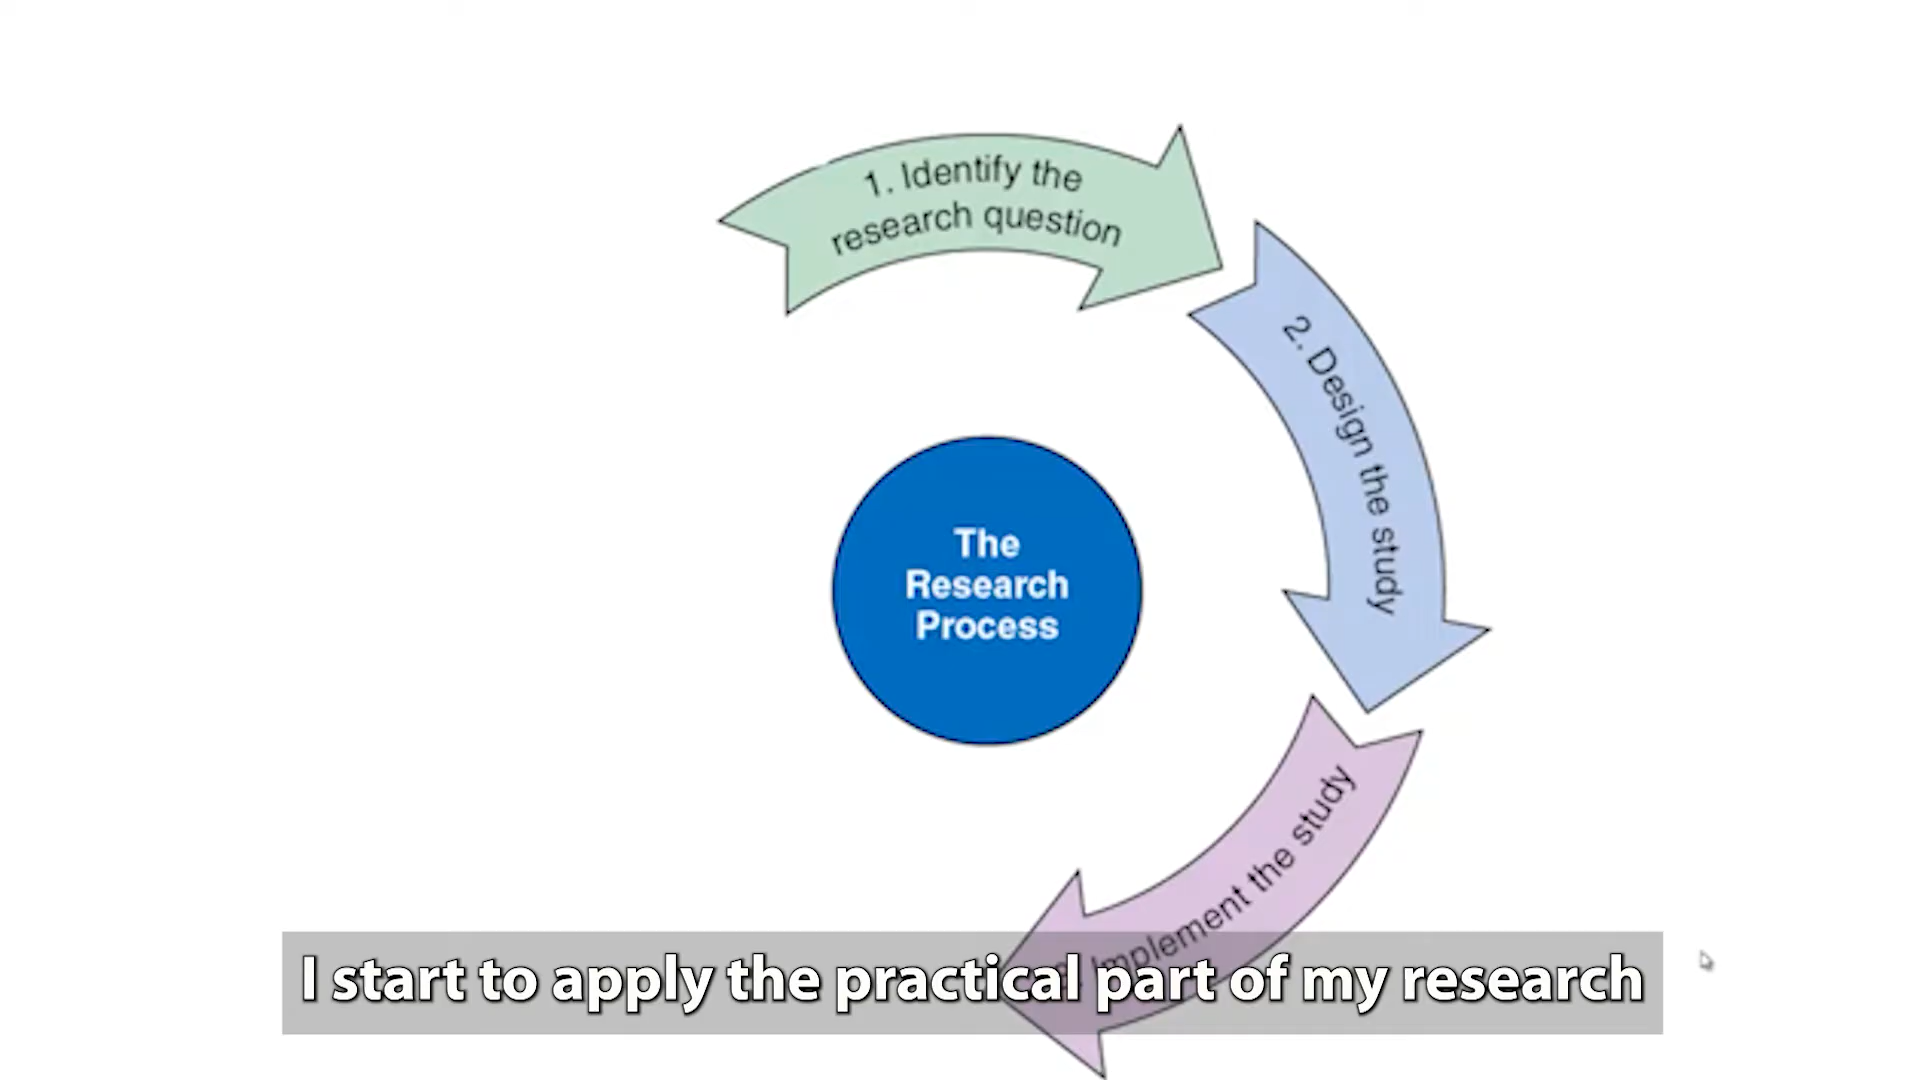 1. Identify the
research question
2. Design the study
Implement the study
The
Research
Process
I start to apply the practical part of my research